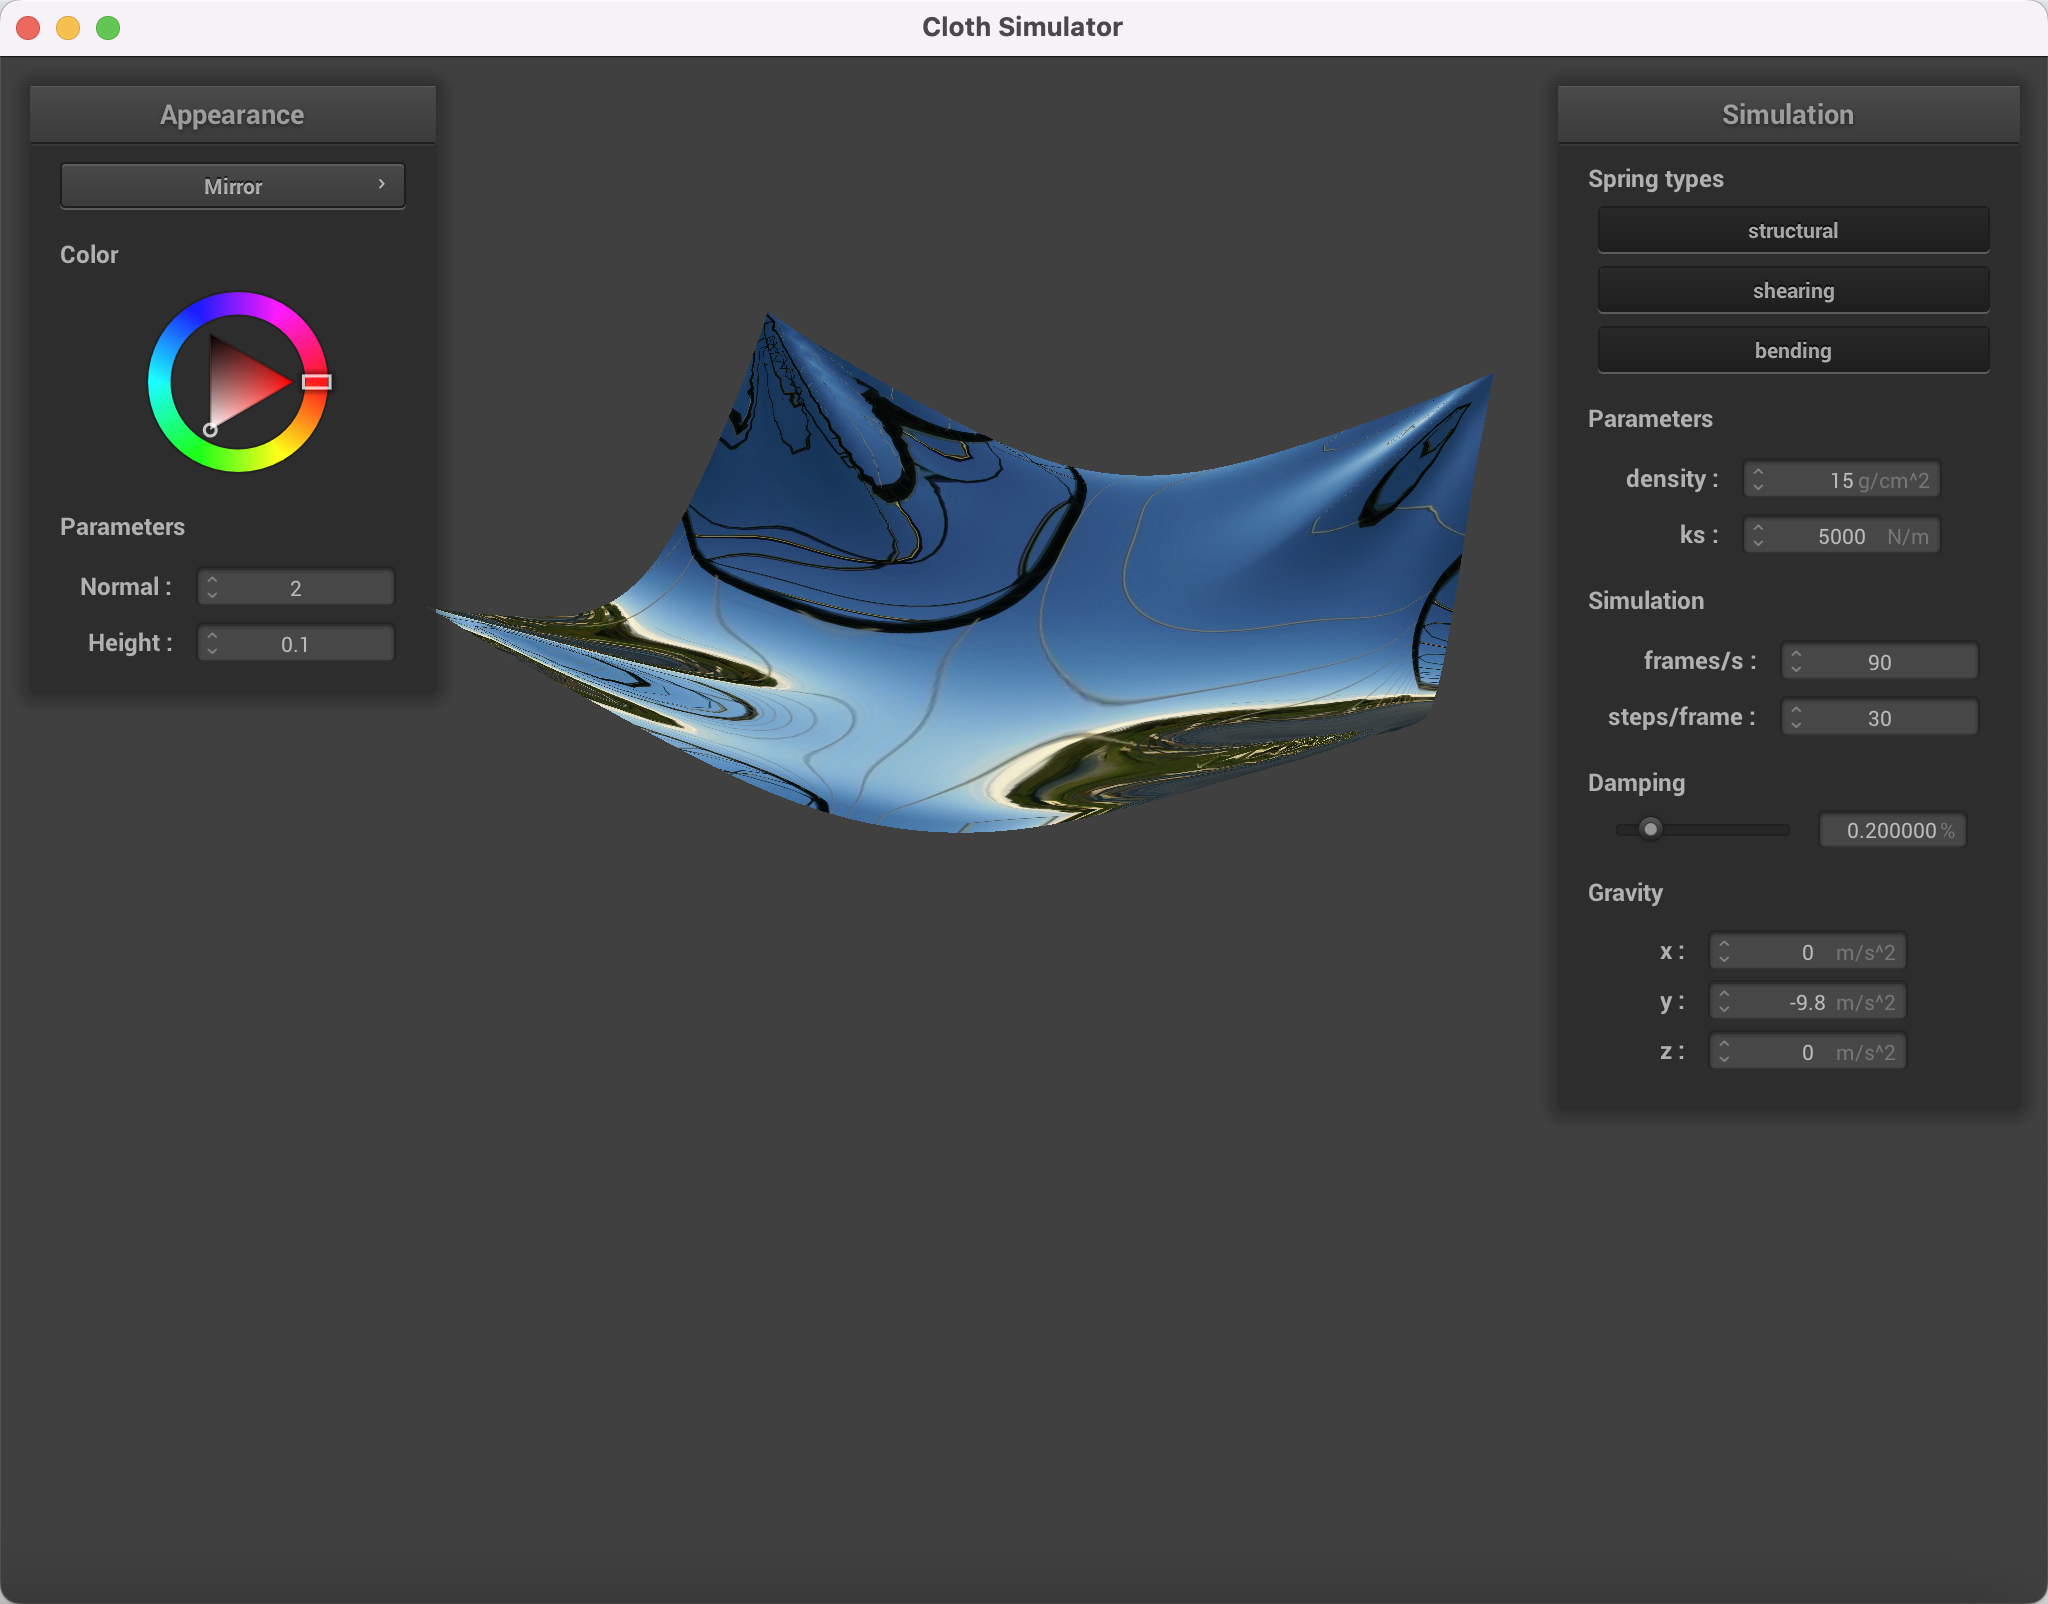 Cloth Simulator
Appearance
Mirror
Color
Parameters
Normal : 2
Height : 0.1
Simulation
Spring types
structural
shearing
bending
Parameters
density : 15 g/cm^2
ks : 5000 N/m
Simulation
frames/s : 90
steps/frame : 30
Damping
0.200000 %
Gravity
x : 0 m/s^2
y : -9.8 m/s^2
z : 0 m/s^2